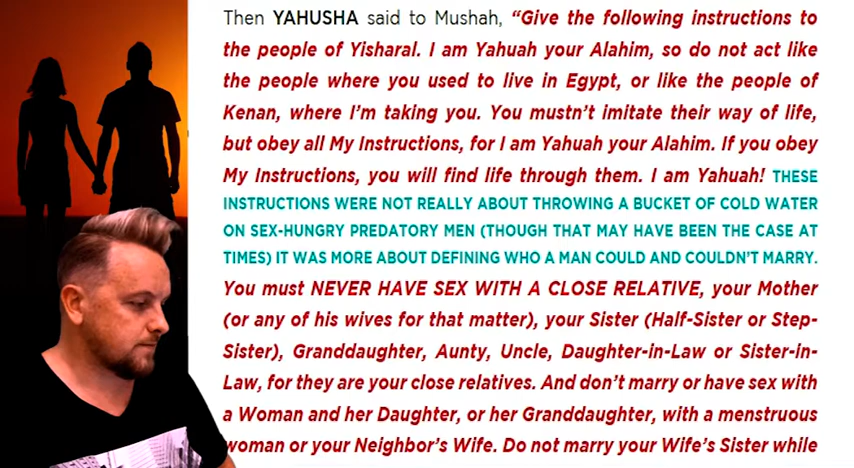 Then YAHUSHA said to Mushah, “Give the following instructions to
the people of Yisharal. I am Yahuah your Alahim, so do not act like
the people where you used to live in Egypt, or like the people of
Kenan, where I’m taking you. You mustn’t imitate their way of life,
but obey all My Instructions, for I am Yahuah your Alahim. If you obey
My Instructions, you will find life through them. I am Yahuah! THESE
INSTRUCTIONS WERE NOT REALLY ABOUT THROWING A BUCKET OF COLD WATER
ON SEX-HUNGRY PREDATORY MEN (THOUGH THAT MAY HAVE BEEN THE CASE AT
TIMES) IT WAS MORE ABOUT DEFINING WHO A MAN COULD AND COULDN’T MARRY.
You must NEVER HAVE SEX WITH A CLOSE RELATIVE, your Mother
(or any of his wives for that matter), your Sister (Half-Sister or Step-
Sister), Granddaughter, Aunty, Uncle, Daughter-in-Law or Sister-in-
Law, for they are your close relatives. And don’t marry or have sex with
a Woman and her Daughter, or her Granddaughter, with a menstruous
woman or your Neighbor’s Wife. Do not marry your Wife’s Sister while